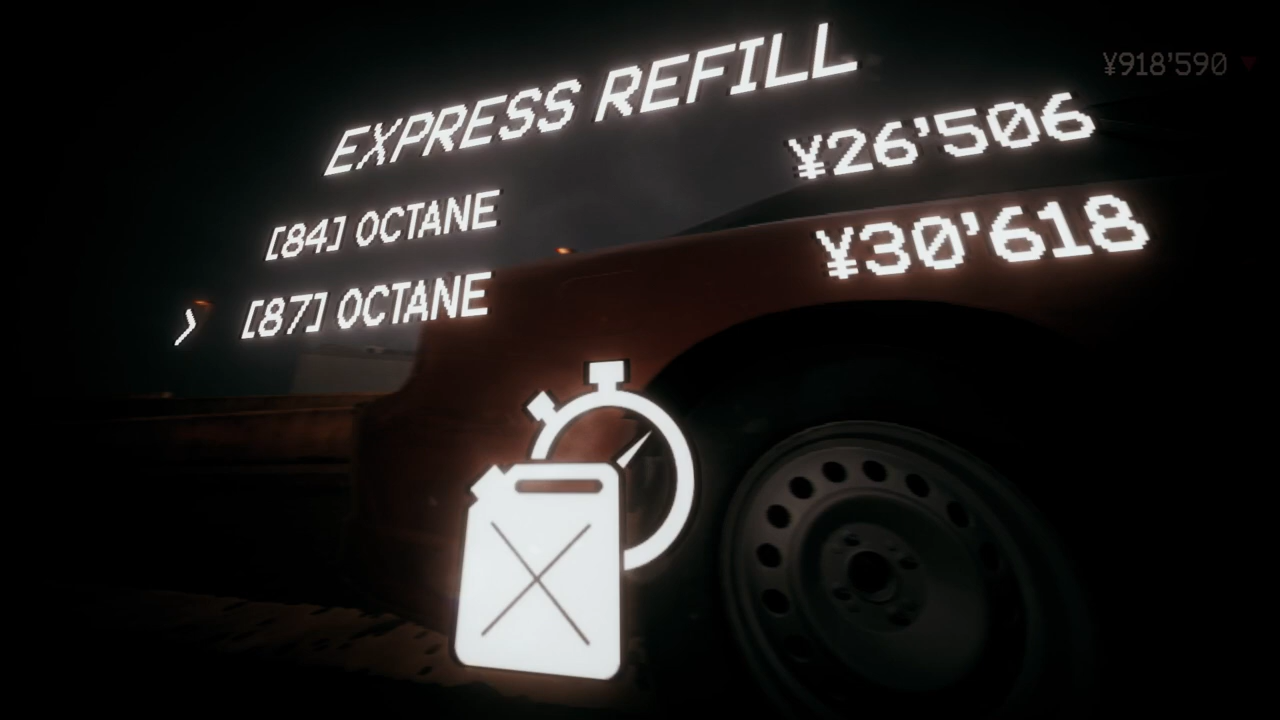 EXPRESS REFILL
¥918'590
[84] OCTANE ¥26'506
> [87] OCTANE ¥30'618